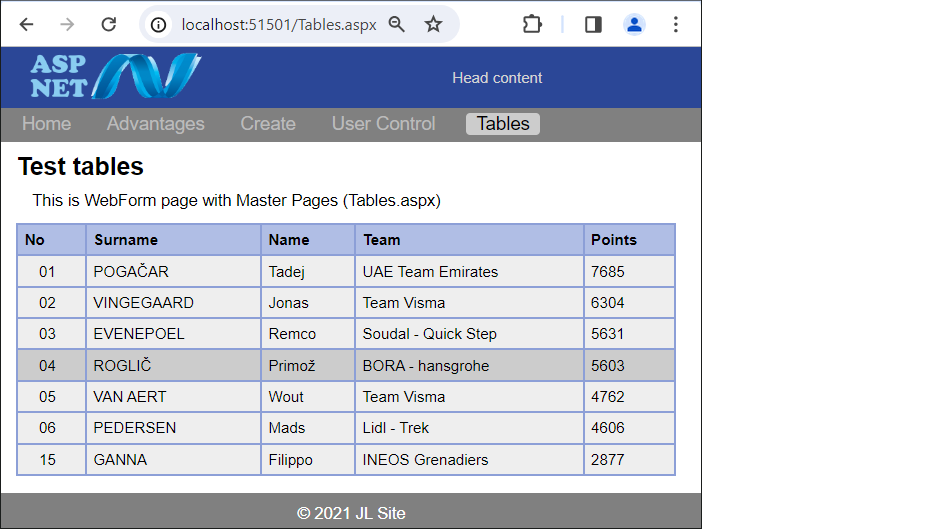 localhost:51501/Tables.aspx
ASP
NET
Head content
Home Advantages Create User Control Tables
Test tables
This is WebForm page with Master Pages (Tables.aspx)
No Surname Name Team Points
01 POGAČAR Tadej UAE Team Emirates 7685
02 VINGEGAARD Jonas Team Visma 6304
03 EVENEPOEL Remco Soudal - Quick Step 5631
04 ROGLIČ Primož BORA - hansgrohe 5603
05 VAN AERT Wout Team Visma 4762
06 PEDERSEN Mads Lidl - Trek 4606
15 GANNA Filippo INEOS Grenadiers 2877
© 2021 JL Site